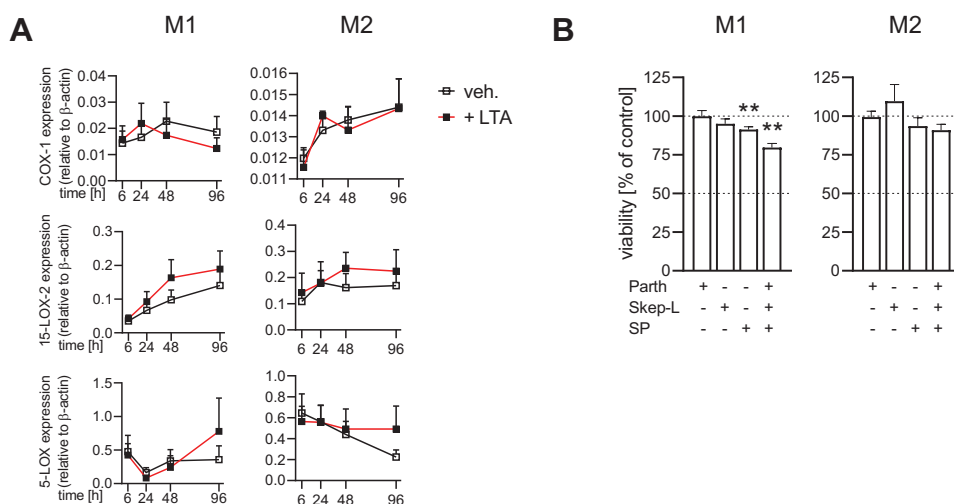 A
M1
M2
COX-1 expression
(relative to β-actin)
0.04
0.03
0.02
0.01
0.00
time [h]
6 24 48 96
0.016
0.015
0.014
0.013
0.012
0.011
0.000
6 24 48 96
veh.
+ LTA
15-LOX-2 expression
(relative to β-actin)
0.3
0.2
0.1
0.0
time [h]
6 24 48 96
0.4
0.3
0.2
0.1
0.0
6 24 48 96
5-LOX expression
(relative to β-actin)
1.5
1.0
0.5
0.0
time [h]
6 24 48 96
1.0
0.8
0.6
0.4
0.2
0.0
6 24 48 96
B
M1
M2
viability [% of control]
125
100
75
50
25
0
** **
125
100
75
50
25
0
Parth + - - + + - - +
Skep-L - + - + - + - +
SP - - + + - - + +